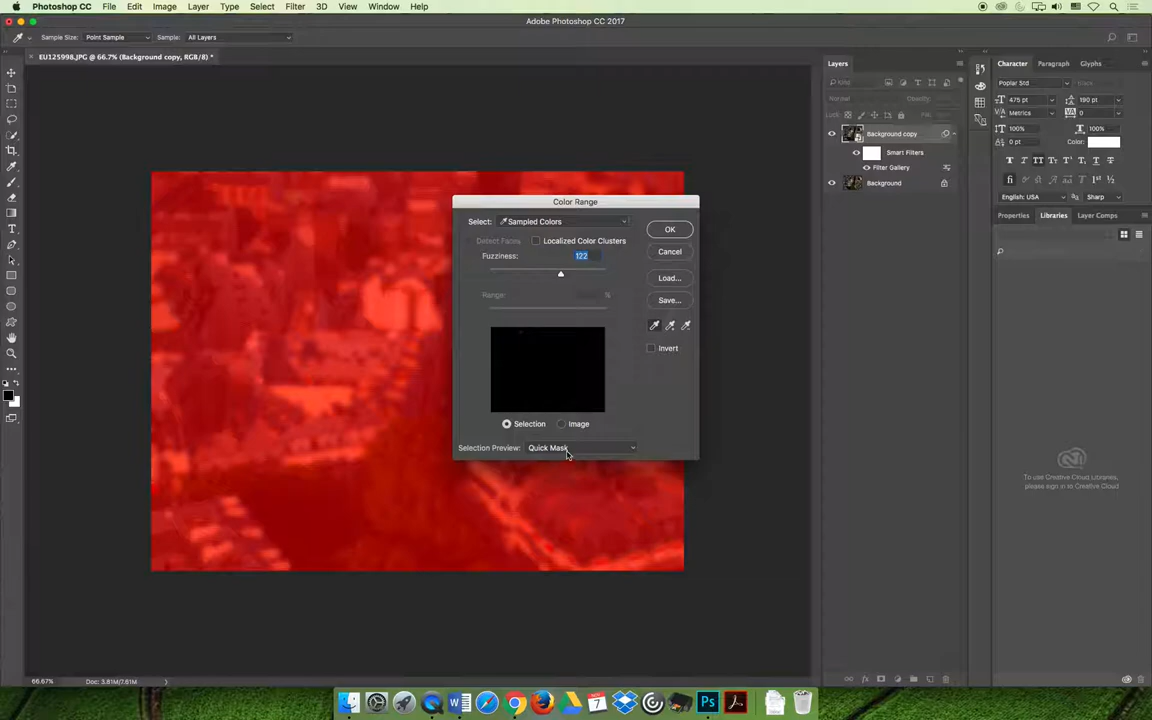 Photoshop CC File Edit Image Layer Type Select Filter 3D View Window Help
Adobe Photoshop CC 2017
Sample Size: Point Sample Sample: All Layers
EU125998.JPG @ 66.7% (Background copy, RGB/8) *
Layers
Kind
Normal Opacity:
Lock: Fill:
Background copy
Smart Filters
Filter Gallery
Background
Character Paragraph Glyphs
Poplar Std Black
475 pt 190 pt
Metrics 0
100% 100%
0 pt Color:
English: USA Sharp
Properties Libraries Layer Comps
To use Creative Cloud Libraries,
please sign in to Creative Cloud
Color Range
Select: Sampled Colors
OK
Detect Faces Localized Color Clusters
Cancel
Fuzziness: 122
Load...
Range: %
Save...
Invert
Selection Image
Selection Preview: Quick Mask
66.67% Doc: 3.81M/7.61M
7
Ps